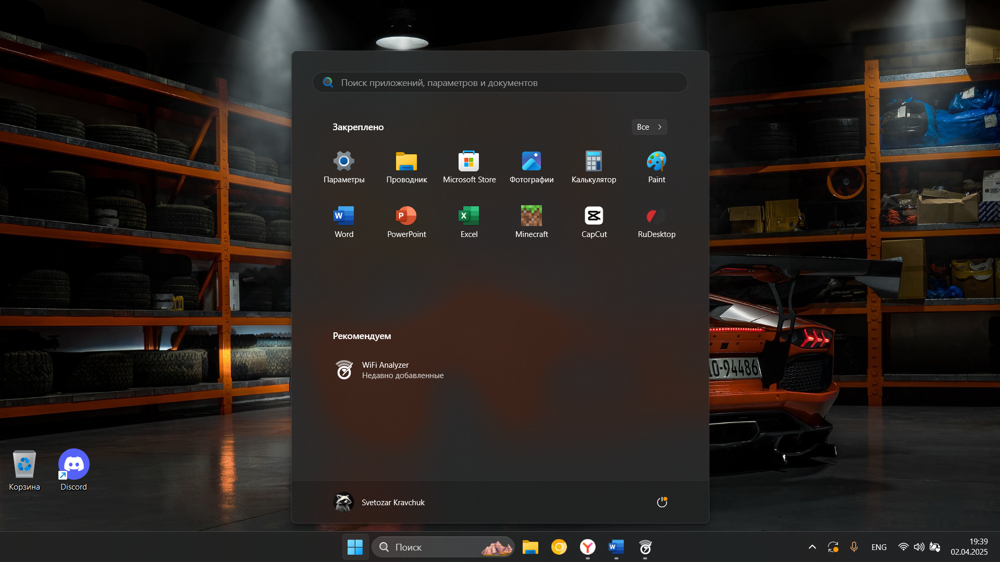 Поиск приложений, параметров и документов
Закреплено
Все
Параметры
Проводник
Microsoft Store
Фотографии
Калькулятор
Paint
Word
PowerPoint
Excel
Minecraft
CapCut
RuDesktop
Рекомендуем
WiFi Analyzer
Недавно добавленные
0-94486
Корзина
Discord
Svetozar Kravchuk
Поиск
ENG
19:39
02.04.2025